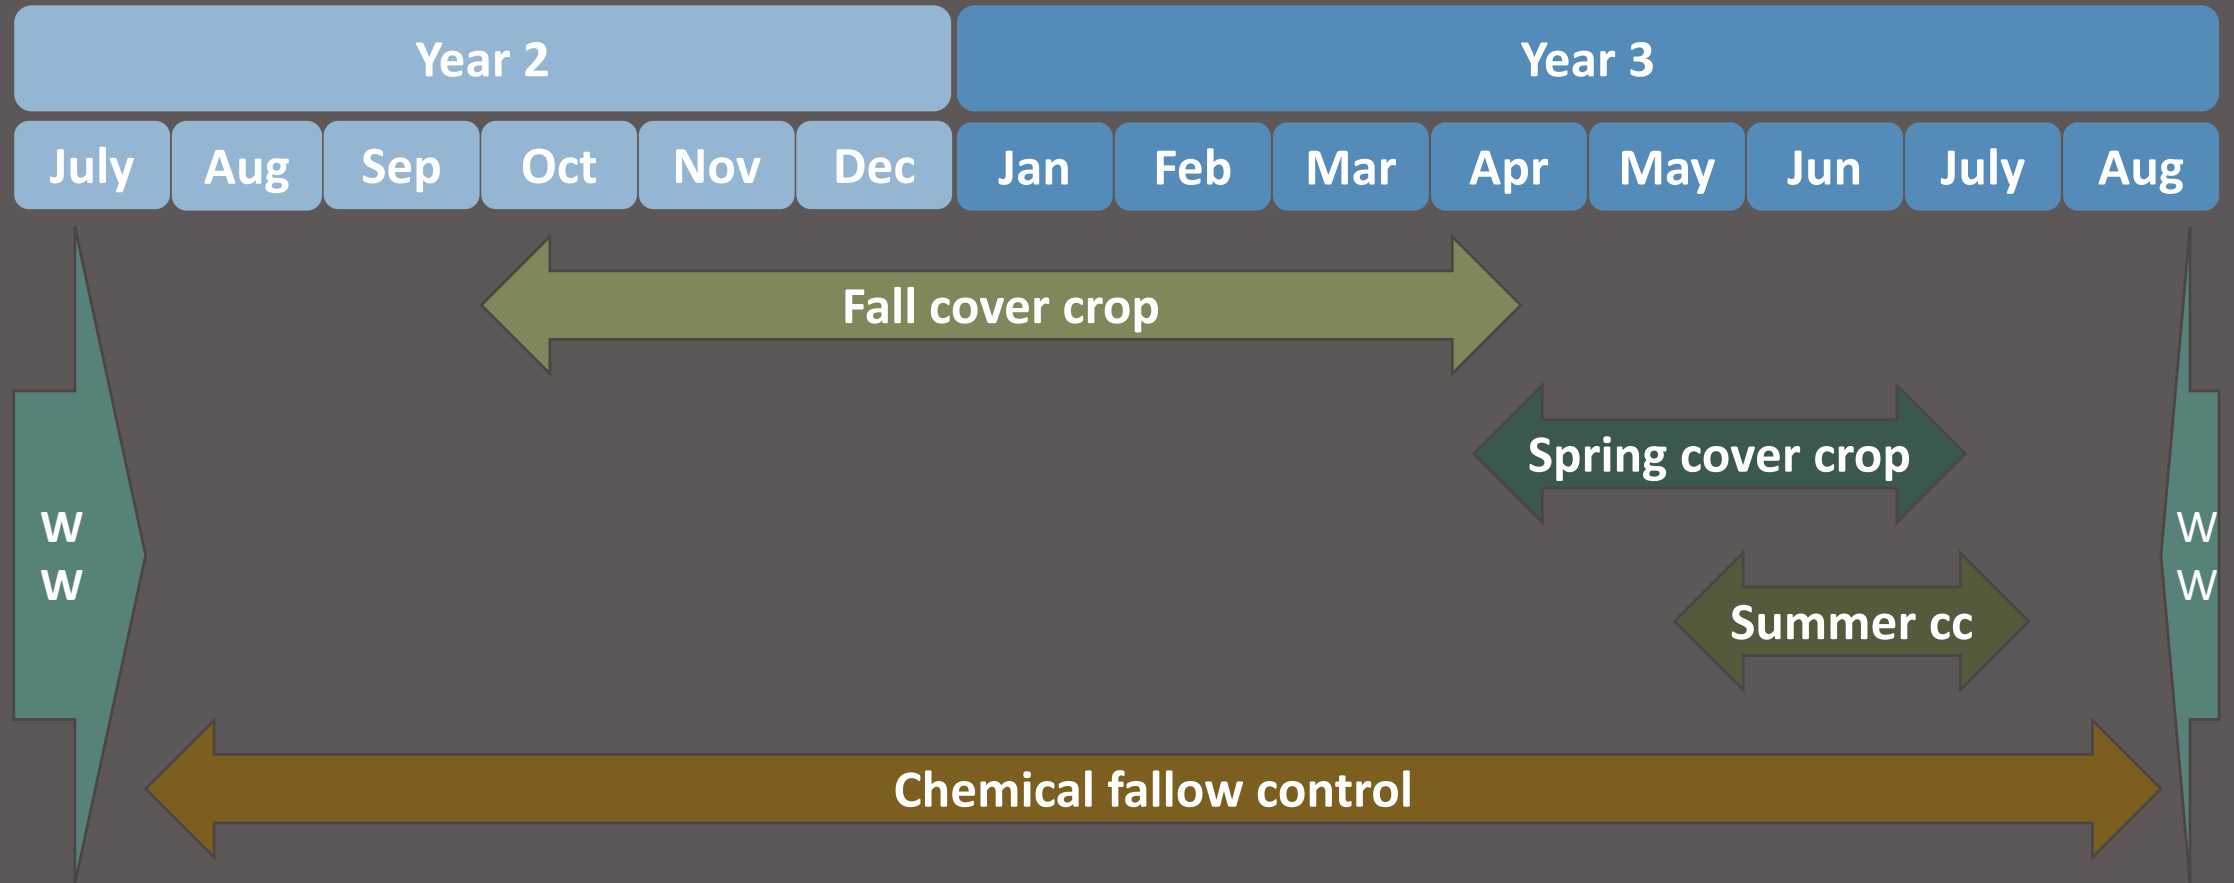 Year 2
Year 3
July
Aug
Sep
Oct
Nov
Dec
Jan
Feb
Mar
Apr
May
Jun
July
Aug
Fall cover crop
Spring cover crop
W
W
W
W
Summer cc
Chemical fallow control